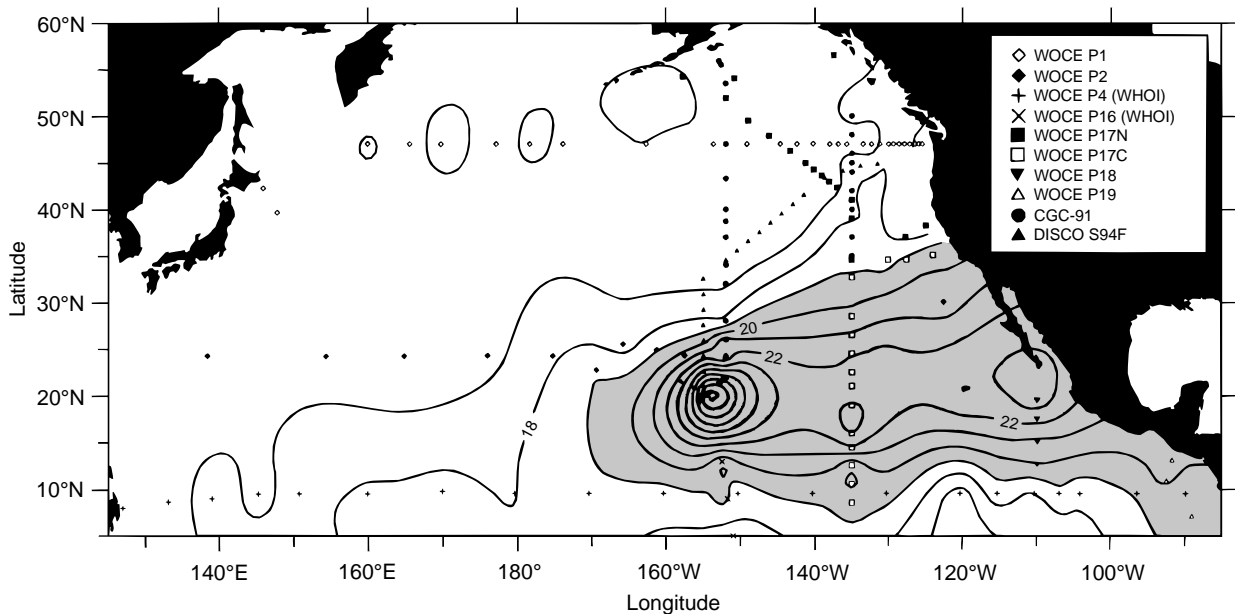 60°N
50°N
40°N
30°N
20°N
10°N
Latitude
WOCE P1
WOCE P2
WOCE P4 (WHOI)
WOCE P16 (WHOI)
WOCE P17N
WOCE P17C
WOCE P18
WOCE P19
CGC-91
DISCO S94F
20
22
18
22
140°E
160°E
180°
160°W
140°W
120°W
100°W
Longitude